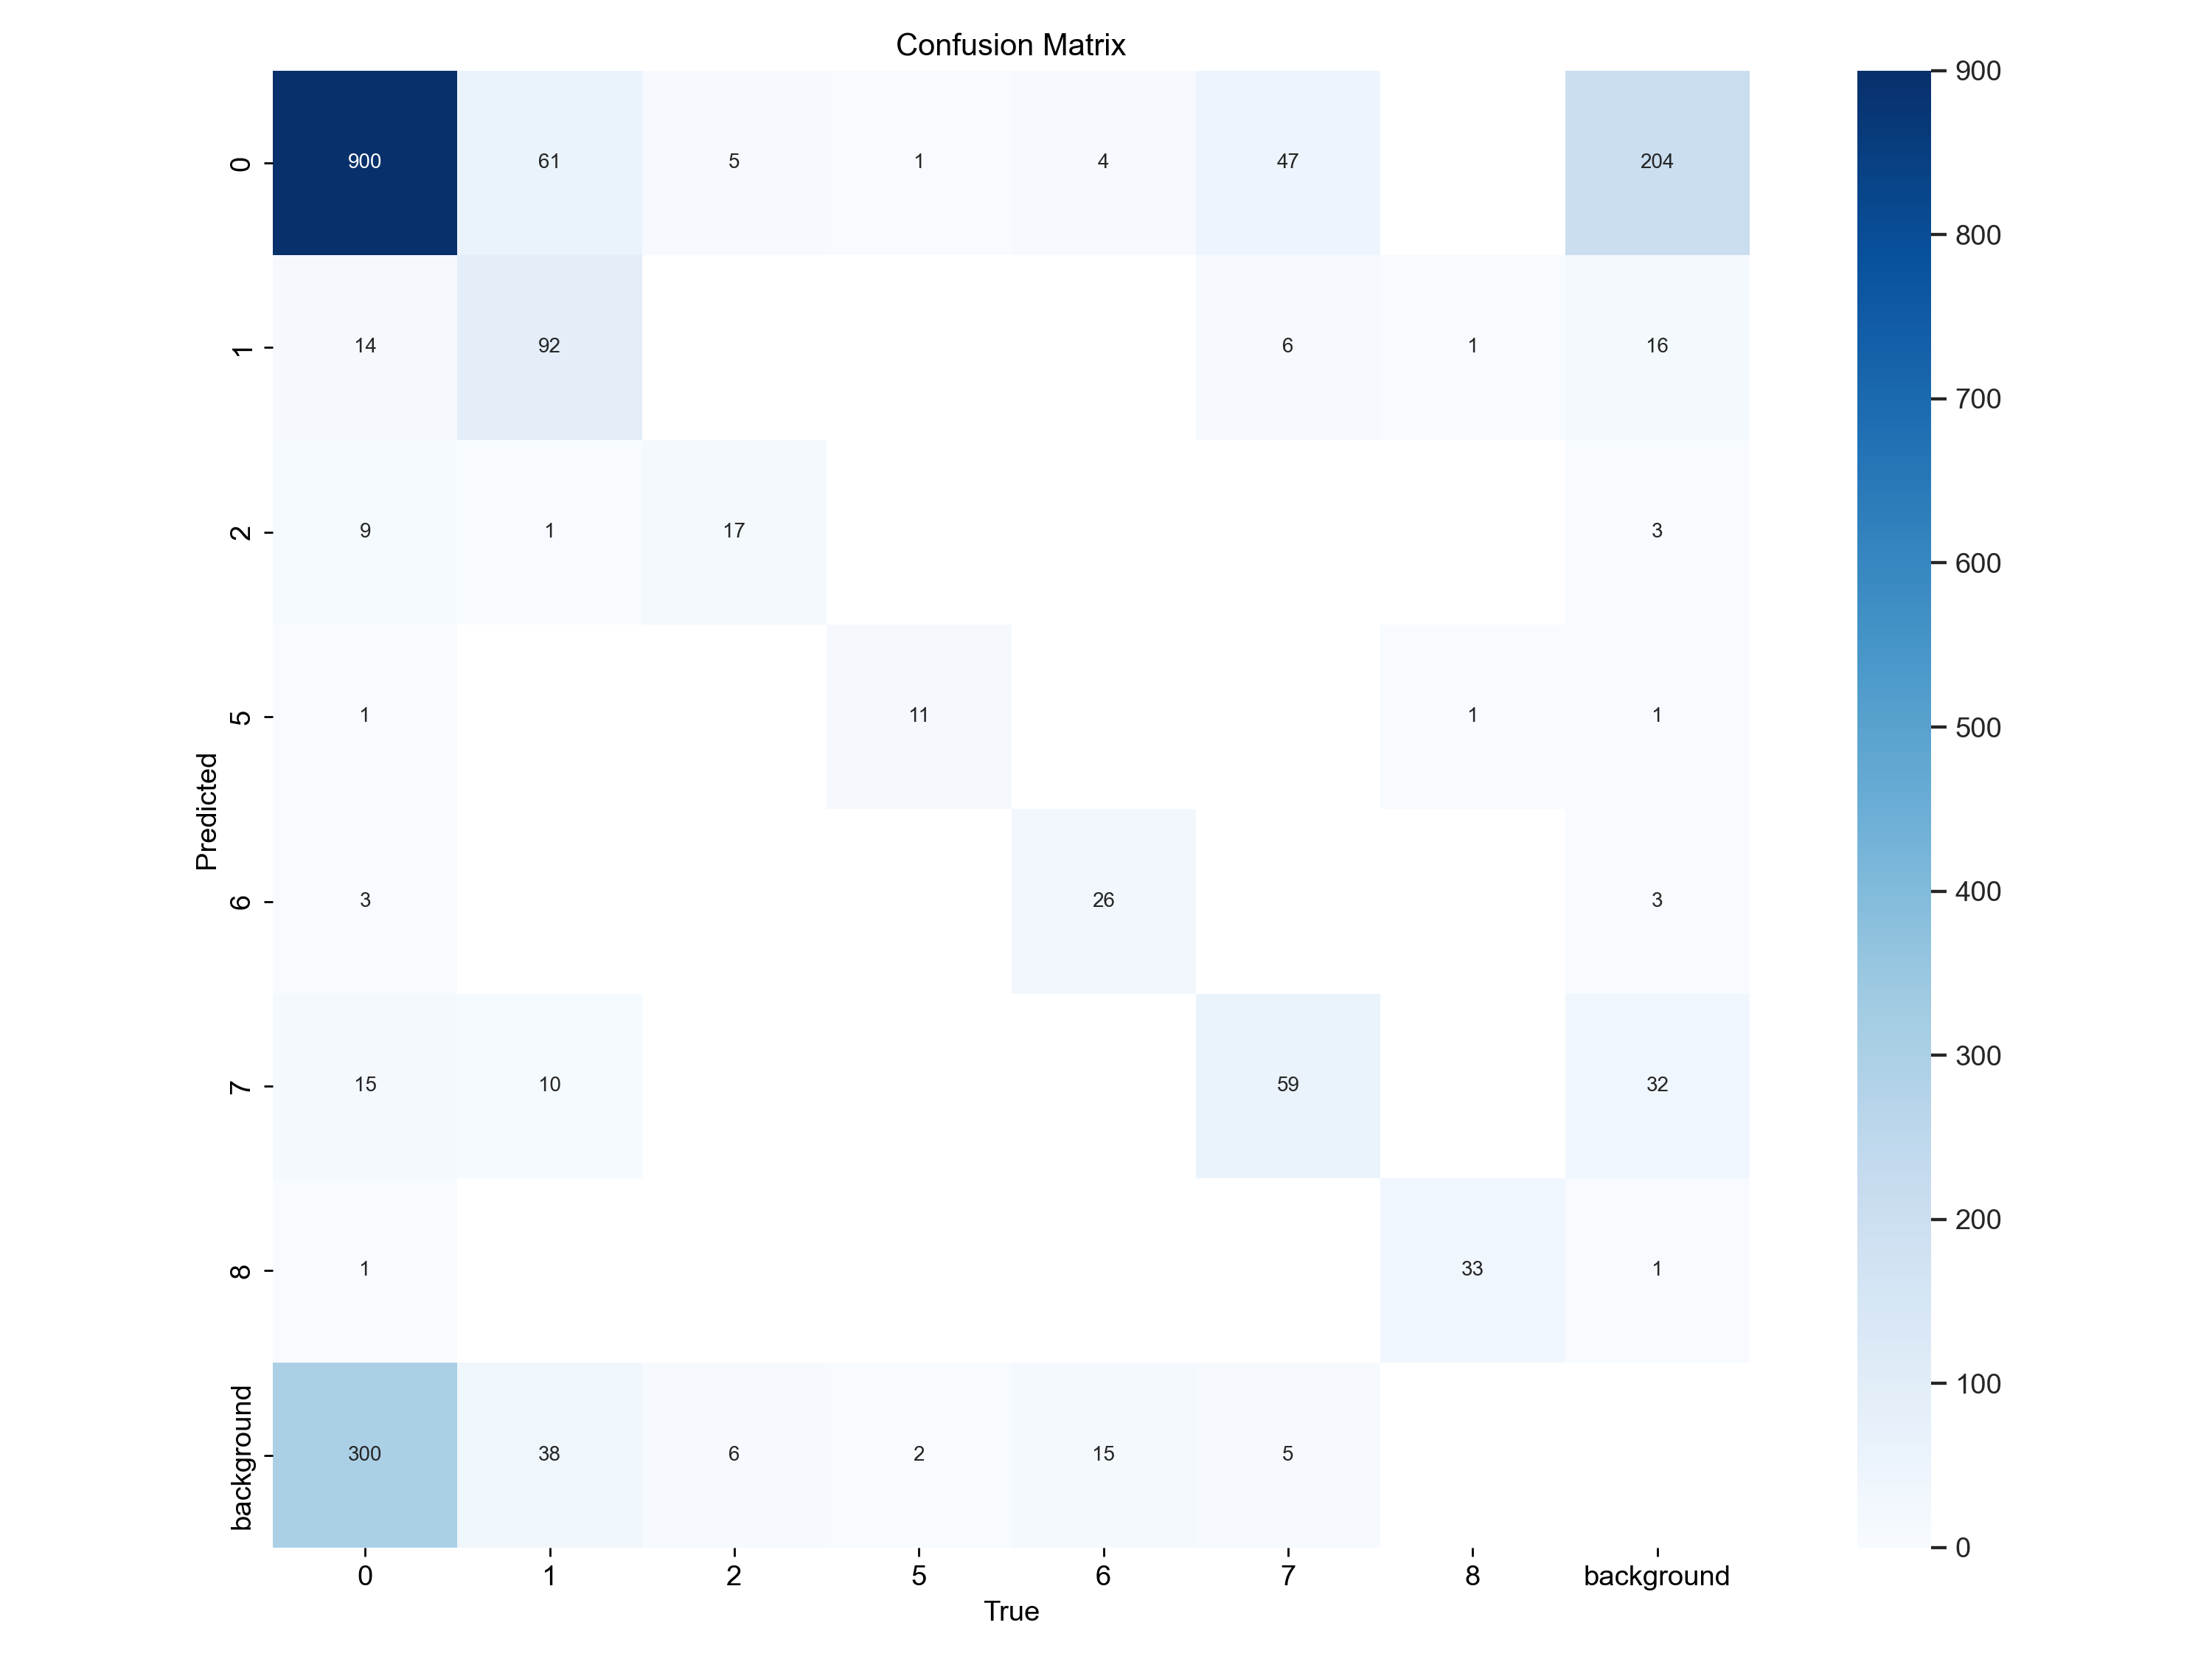 Confusion Matrix
0 900 61 5 1 4 47 204
1 14 92 6 1 16
2 9 1 17 3
5 1 11 1 1
6 3 26 3
7 15 10 59 32
8 1 33 1
background 300 38 6 2 15 5
0 1 2 5 6 7 8 background
True
Predicted
900
800
700
600
500
400
300
200
100
0